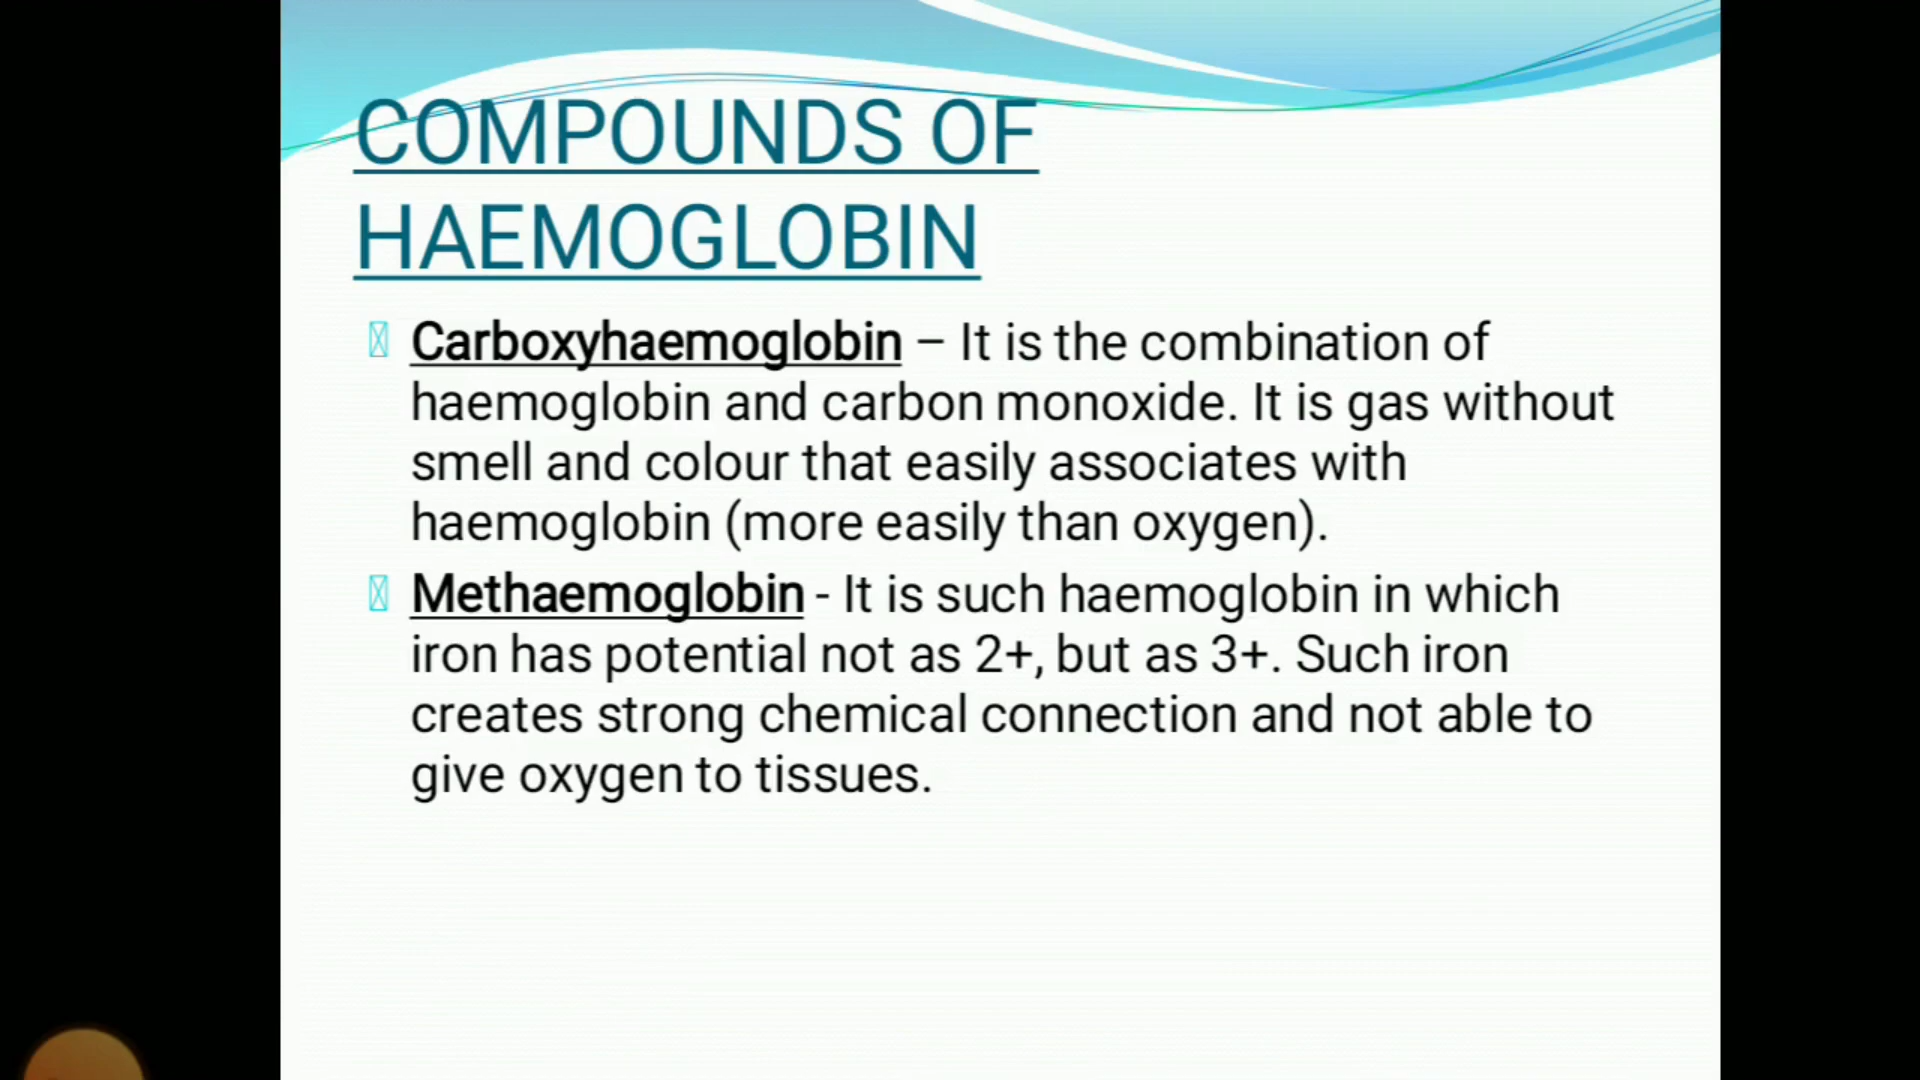 COMPOUNDS OF
HAEMOGLOBIN
Carboxyhaemoglobin – It is the combination of
haemoglobin and carbon monoxide. It is gas without
smell and colour that easily associates with
haemoglobin (more easily than oxygen).
Methaemoglobin - It is such haemoglobin in which
iron has potential not as 2+, but as 3+. Such iron
creates strong chemical connection and not able to
give oxygen to tissues.